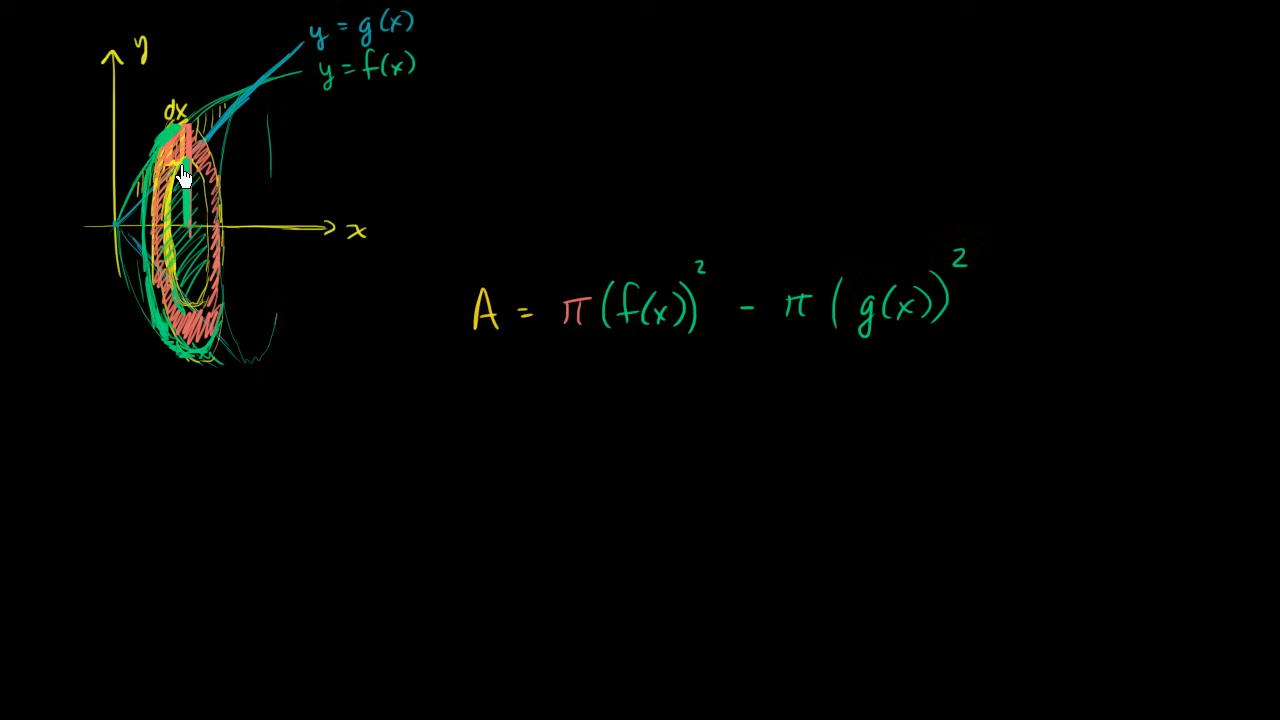 y = g(x)
y
y = f(x)
dx
x
A = π(f(x))² - π(g(x))²